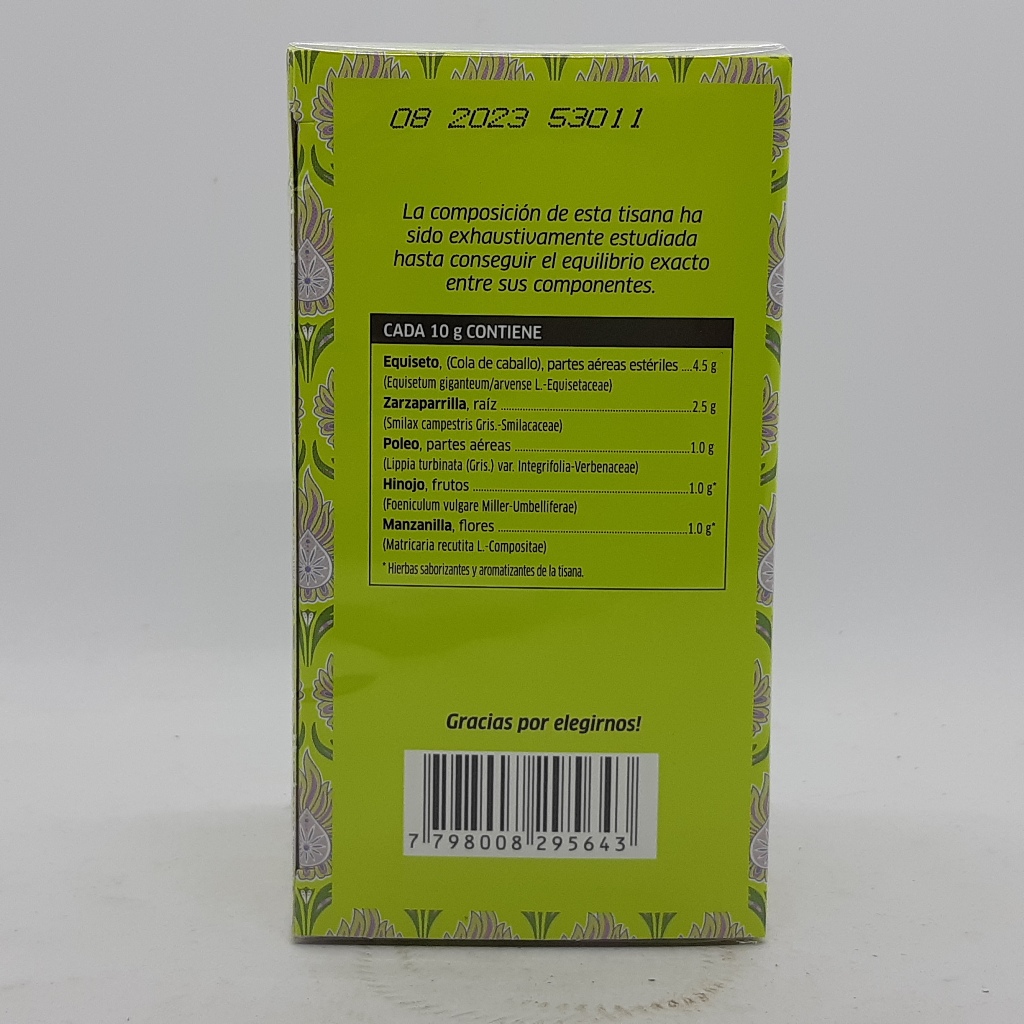 08 2023 53011
La composición de esta tisana ha
sido exhaustivamente estudiada
hasta conseguir el equilibrio exacto
entre sus componentes.
CADA 10 g CONTIENE
Equiseto, (Cola de caballo), partes aéreas estériles ....4.5 g
(Equisetum giganteum/arvense L.-Equisetaceae)
Zarzaparrilla, raíz ..........2.5 g
(Smilax campestris Gris.-Smilacaceae)
Poleo, partes aéreas ..........1.0 g
(Lippia turbinata (Gris.) var. Integrifolia-Verbenaceae)
Hinojo, frutos ..........1.0 g*
(Foeniculum vulgare Miller-Umbelliferae)
Manzanilla, flores ..........1.0 g*
(Matricaria recutita L.-Compositae)
* Hierbas saborizantes y aromatizantes de la tisana.
Gracias por elegirnos!
7 798008 295643